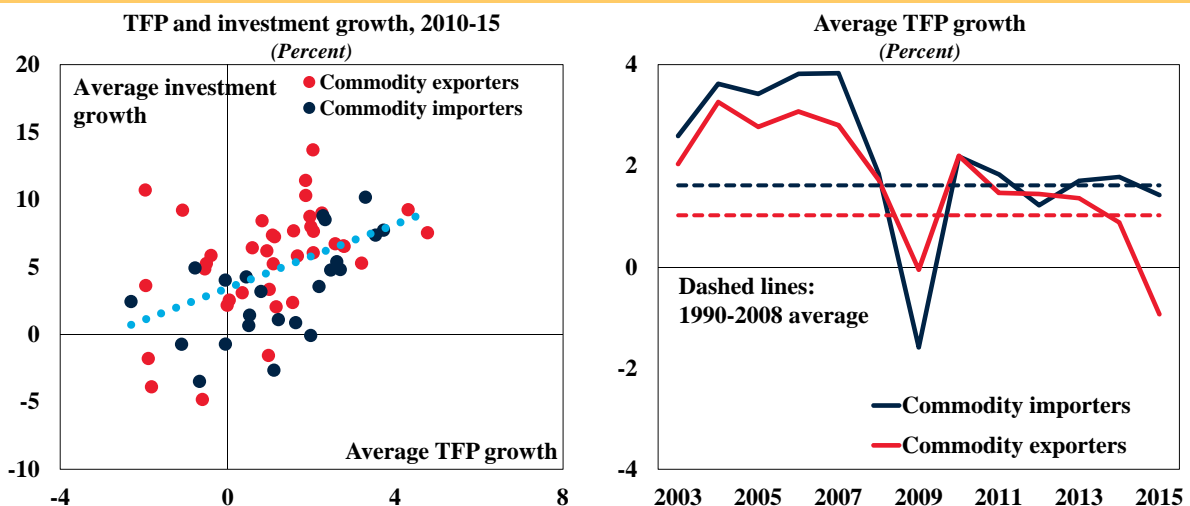 TFP and investment growth, 2010-15
(Percent)
20
15
10
5
0
-5
-10
Average investment
growth
Commodity exporters
Commodity importers
Average TFP growth
-4 0 4 8
Average TFP growth
(Percent)
4
2
0
-2
-4
Dashed lines:
1990-2008 average
Commodity importers
Commodity exporters
2003 2005 2007 2009 2011 2013 2015